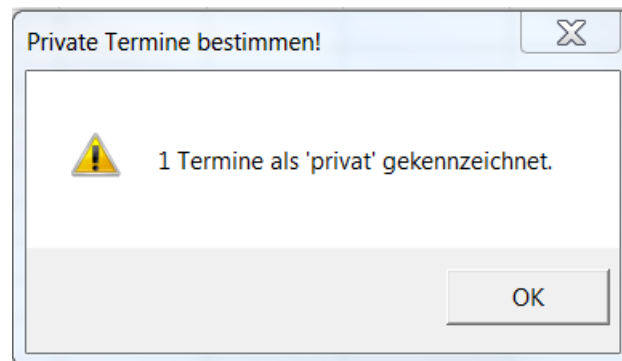 Private Termine bestimmen!
1 Termine als 'privat' gekennzeichnet.
OK